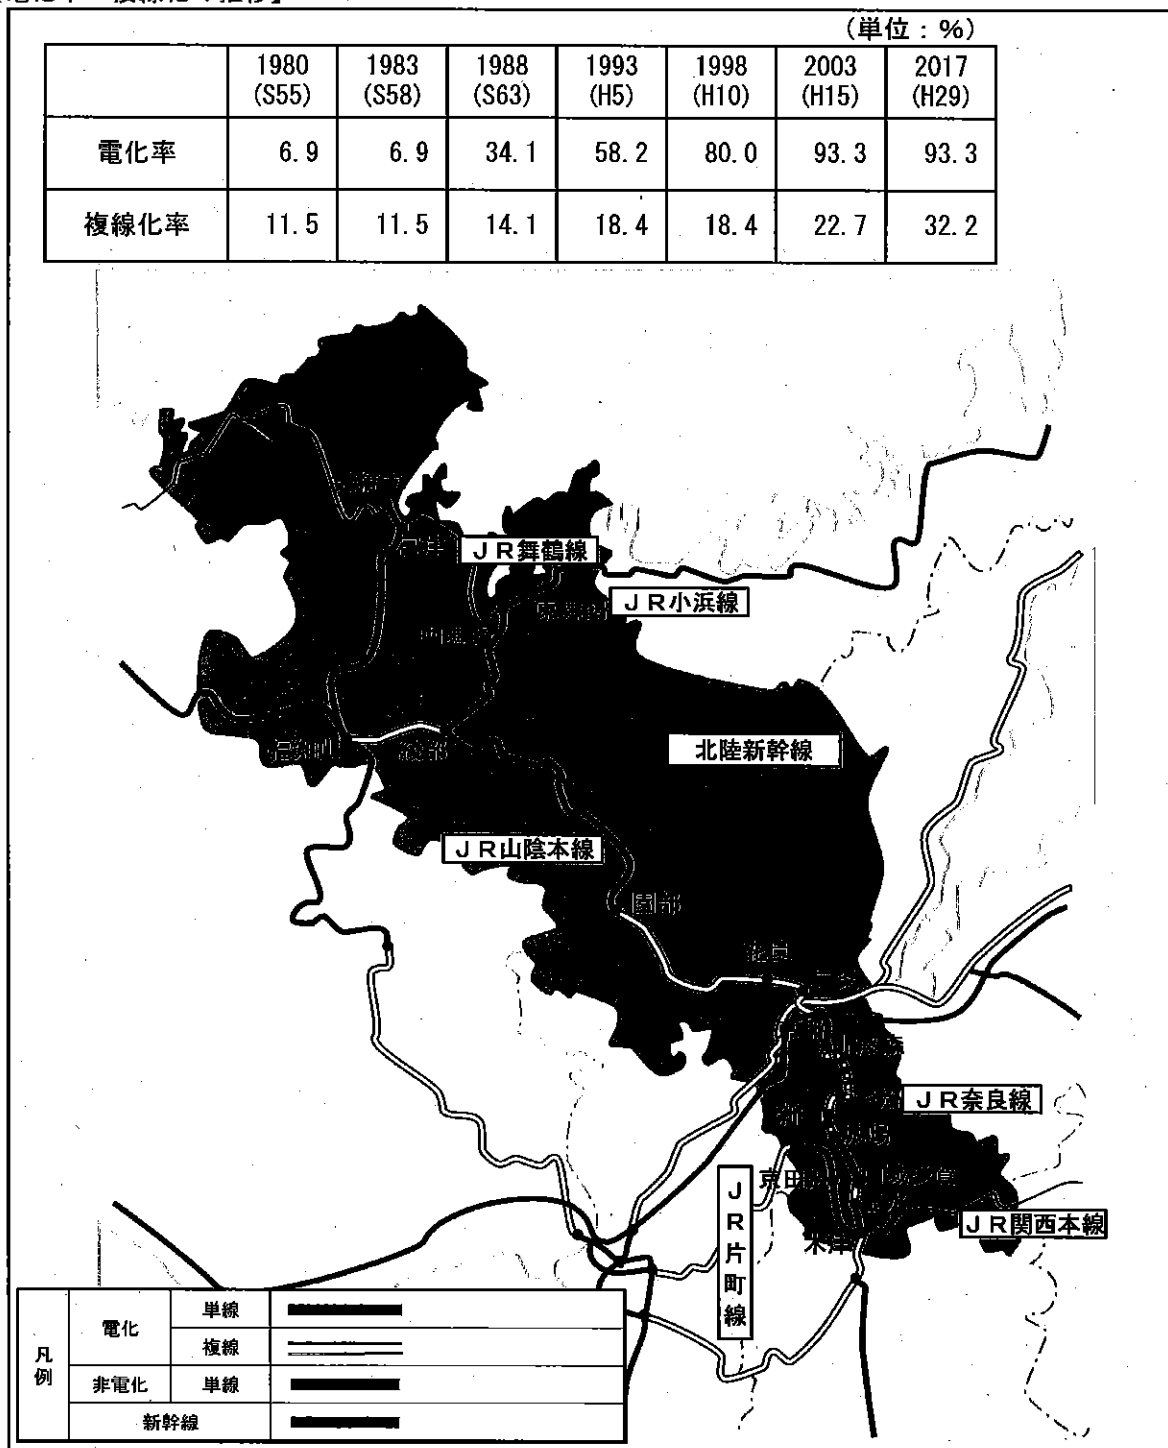 （単位：％）
1980 1983 1988 1993 1998 2003 2017
(S55) (S58) (S63) (H5) (H10) (H15) (H29)
電化率 6.9 6.9 34.1 58.2 80.0 93.3 93.3
複線化率 11.5 11.5 14.1 18.4 18.4 22.7 32.2
ＪＲ舞鶴線
ＪＲ小浜線
北陸新幹線
綾部
ＪＲ山陰本線
園部
ＪＲ奈良線
ＪＲ片町線
木津
ＪＲ関西本線
凡例
電化 単線
複線
非電化 単線
新幹線